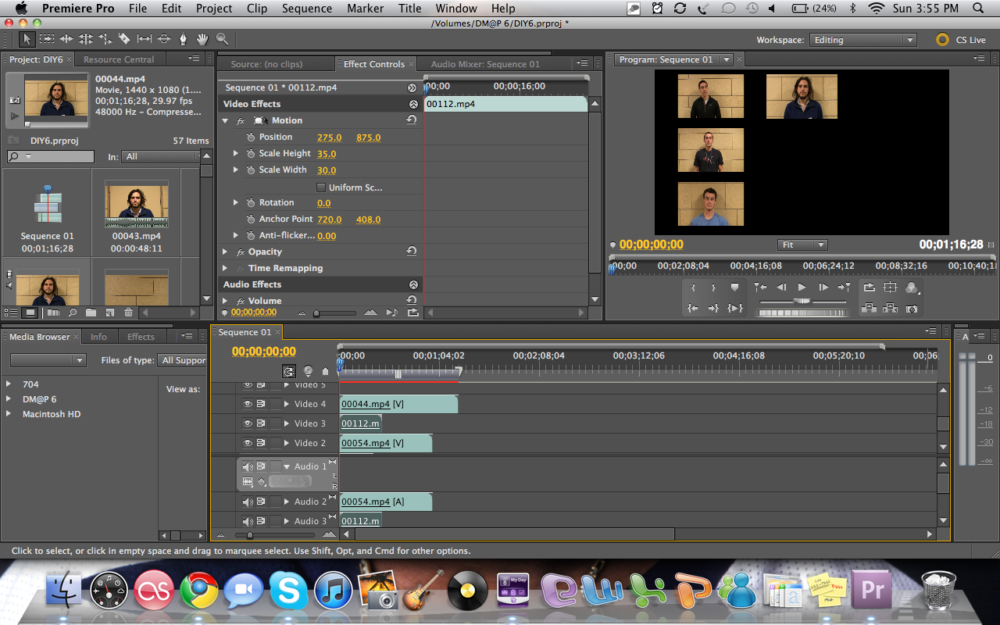 Premiere Pro File Edit Project Clip Sequence Marker Title Window Help (24%) Sun 3:55 PM
/Volumes/DM@P 6/DIY6.prproj *
Workspace: Editing CS Live
Project: DIY6 × Resource Central
00044.mp4
Movie, 1440 x 1080 (1....
00;01;16;28, 29.97 fps
48000 Hz - Compresse...
DIY6.prproj 57 Items
In: All
Sequence 01
00;01;16;28
00043.mp4
00:00:48:11
Source: (no clips) Effect Controls × Audio Mixer: Sequence 01
Sequence 01 * 00112.mp4
00;00 00;00;16;00
Video Effects
00112.mp4
fx Motion
Position 275.0 875.0
Scale Height 35.0
Scale Width 30.0
Uniform Sc...
Rotation 0.0
Anchor Point 720.0 408.0
Anti-flicker... 0.00
fx Opacity
Time Remapping
Audio Effects
fx Volume
00;00;00;00
Program: Sequence 01 ×
00;00;00;00 Fit 00;01;16;28
00;00 00;02;08;04 00;04;16;08 00;06;24;12 00;08;32;16 00;10;40;1
Media Browser × Info Effects
Files of type: All Suppor
704
DM@P 6
Macintosh HD
View as:
Sequence 01 ×
00;00;00;00
;00;00 00;01;04;02 00;02;08;04 00;03;12;06 00;04;16;08 00;05;20;10 00;06
Video 5
Video 4 00044.mp4 [V]
Video 3 00112.m
Video 2 00054.mp4 [V]
Audio 1
L
R
Audio 2 00054.mp4 [A]
Audio 3 00112.m
A
0
-6
-12
-18
-30
-∞
Click to select, or click in empty space and drag to marquee select. Use Shift, Opt, and Cmd for other options.
My Day
Pr